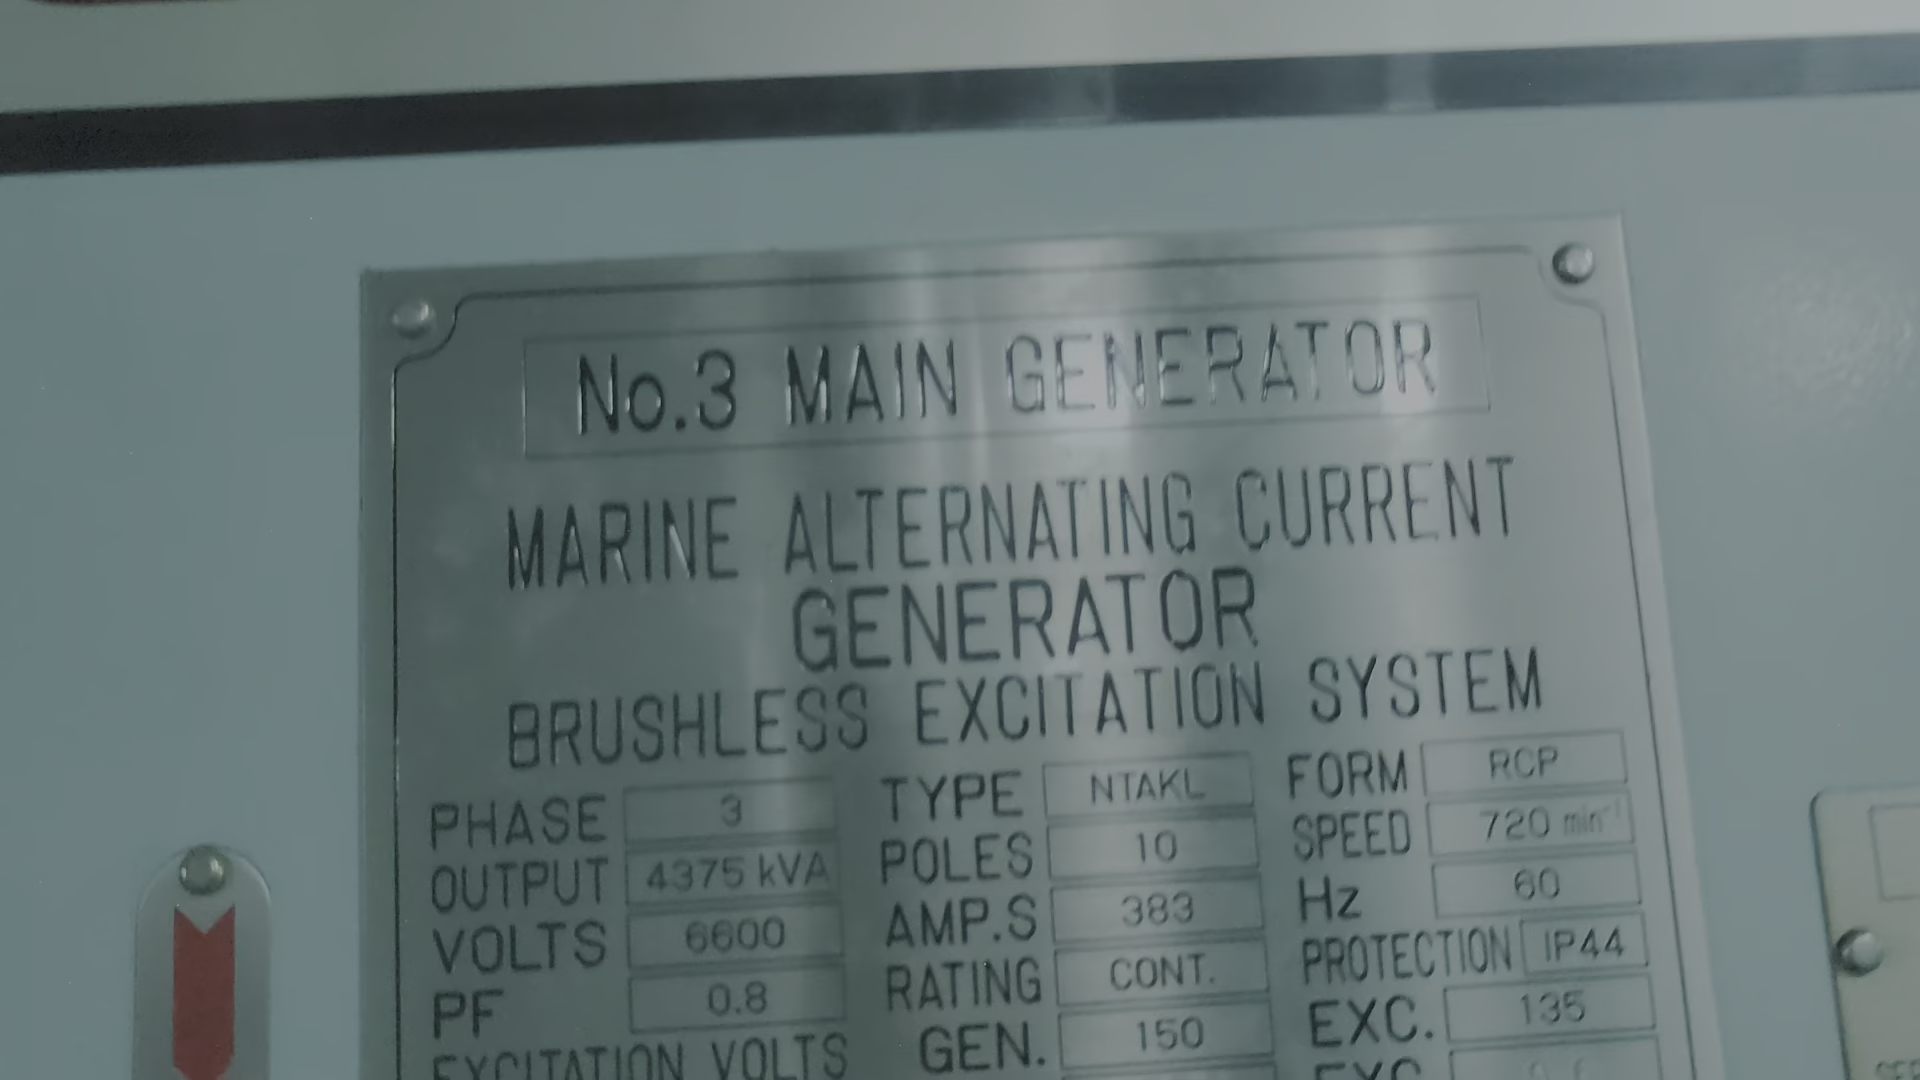 No.3 MAIN GENERATOR
MARINE ALTERNATING CURRENT
GENERATOR
BRUSHLESS EXCITATION SYSTEM
PHASE 3 TYPE NTAKL FORM RCP
OUTPUT 4375 kVA POLES 10 SPEED 720 min⁻¹
VOLTS 6600 AMP.S 383 Hz 60
PF 0.8 RATING CONT. PROTECTION IP44
EXCITATION VOLTS GEN. 150 EXC. 135
EXC